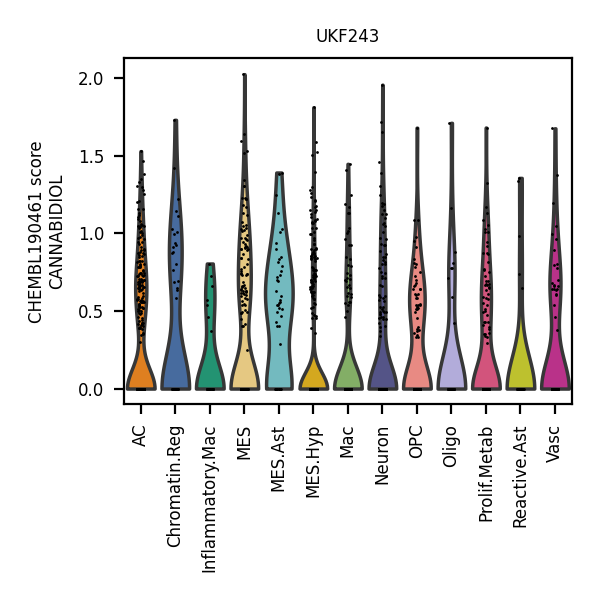 UKF243
CHEMBL190461 score
CANNABIDIOL
2.0
1.5
1.0
0.5
0.0
AC
Chromatin.Reg
Inflammatory.Mac
MES
MES.Ast
MES.Hyp
Mac
Neuron
OPC
Oligo
Prolif.Metab
Reactive.Ast
Vasc